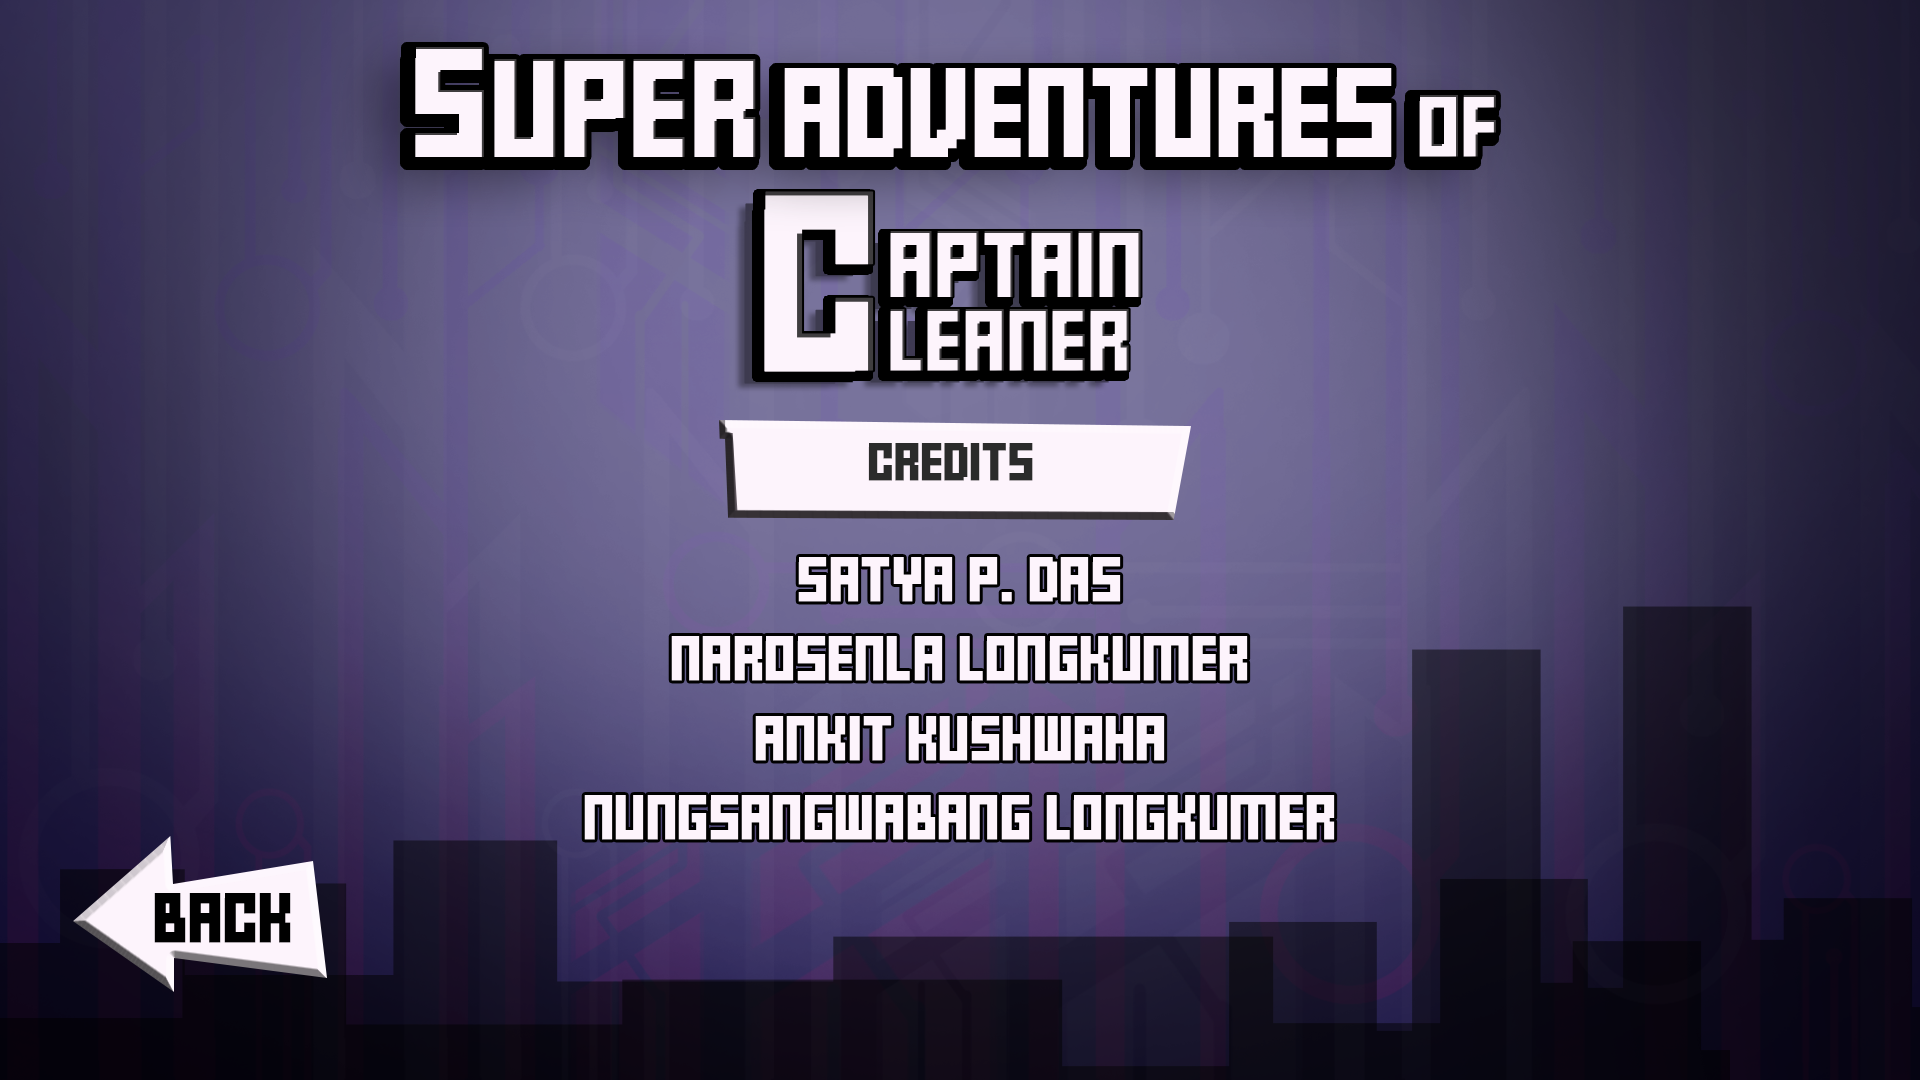 SUPER ADVENTURES OF
CAPTAIN
CLEANER
CREDITS
SATYA P. DAS
NAROSENLA LONGKUMER
ANKIT KUSHWAHA
NUNGSANGWABANG LONGKUMER
BACK